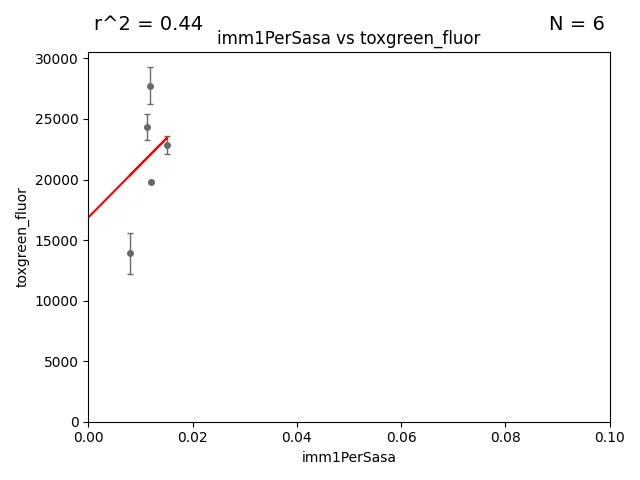 r^2 = 0.44
N = 6
imm1PerSasa vs toxgreen_fluor
30000
25000
20000
15000
10000
5000
0
toxgreen_fluor
0.00 0.02 0.04 0.06 0.08 0.10
imm1PerSasa